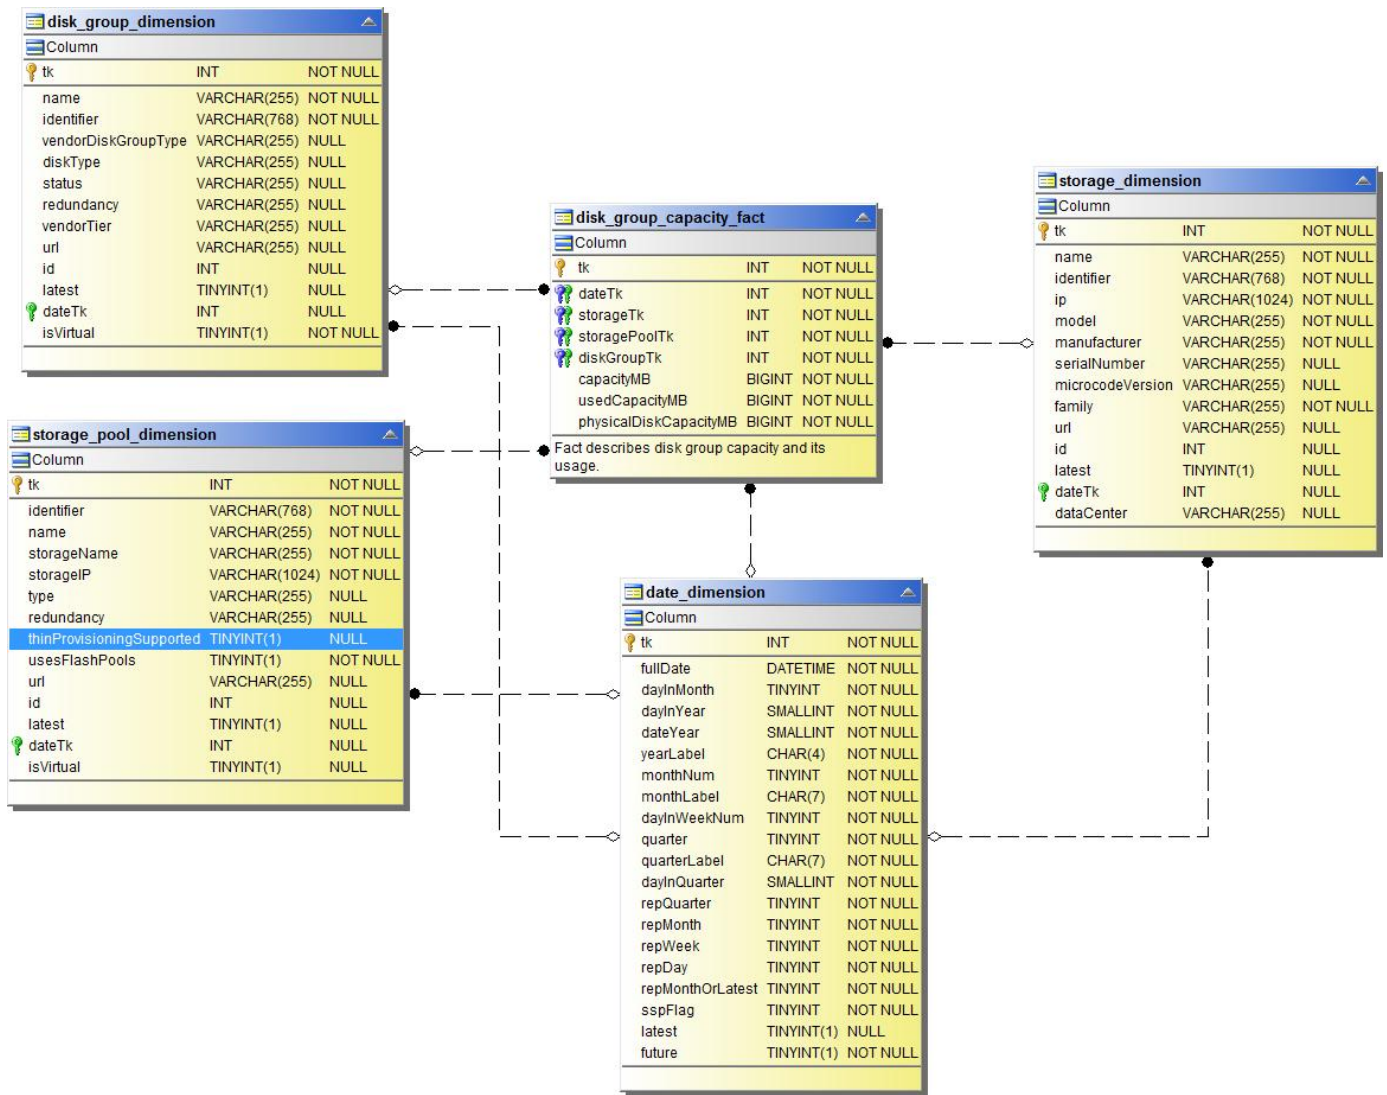 disk_group_dimension
Column
tk INT NOT NULL
name VARCHAR(255) NOT NULL
identifier VARCHAR(768) NOT NULL
vendorDiskGroupType VARCHAR(255) NULL
diskType VARCHAR(255) NULL
status VARCHAR(255) NULL
redundancy VARCHAR(255) NULL
vendorTier VARCHAR(255) NULL
url VARCHAR(255) NULL
id INT NULL
latest TINYINT(1) NULL
dateTk INT NULL
isVirtual TINYINT(1) NOT NULL
storage_pool_dimension
Column
tk INT NOT NULL
identifier VARCHAR(768) NOT NULL
name VARCHAR(255) NOT NULL
storageName VARCHAR(255) NOT NULL
storageIP VARCHAR(1024) NOT NULL
type VARCHAR(255) NULL
redundancy VARCHAR(255) NULL
thinProvisioningSupported TINYINT(1) NULL
usesFlashPools TINYINT(1) NOT NULL
url VARCHAR(255) NULL
id INT NULL
latest TINYINT(1) NULL
dateTk INT NULL
isVirtual TINYINT(1) NULL
disk_group_capacity_fact
Column
tk INT NOT NULL
dateTk INT NOT NULL
storageTk INT NOT NULL
storagePoolTk INT NOT NULL
diskGroupTk INT NOT NULL
capacityMB BIGINT NOT NULL
usedCapacityMB BIGINT NOT NULL
physicalDiskCapacityMB BIGINT NOT NULL
Fact describes disk group capacity and its
usage.
date_dimension
Column
tk INT NOT NULL
fullDate DATETIME NOT NULL
dayInMonth TINYINT NOT NULL
dayInYear SMALLINT NOT NULL
dateYear SMALLINT NOT NULL
yearLabel CHAR(4) NOT NULL
monthNum TINYINT NOT NULL
monthLabel CHAR(7) NOT NULL
dayInWeekNum TINYINT NOT NULL
quarter TINYINT NOT NULL
quarterLabel CHAR(7) NOT NULL
dayInQuarter SMALLINT NOT NULL
repQuarter TINYINT NOT NULL
repMonth TINYINT NOT NULL
repWeek TINYINT NOT NULL
repDay TINYINT NOT NULL
repMonthOrLatest TINYINT NOT NULL
sspFlag TINYINT NOT NULL
latest TINYINT(1) NULL
future TINYINT(1) NOT NULL
storage_dimension
Column
tk INT NOT NULL
name VARCHAR(255) NOT NULL
identifier VARCHAR(768) NOT NULL
ip VARCHAR(1024) NOT NULL
model VARCHAR(255) NOT NULL
manufacturer VARCHAR(255) NOT NULL
serialNumber VARCHAR(255) NULL
microcodeVersion VARCHAR(255) NULL
family VARCHAR(255) NOT NULL
url VARCHAR(255) NULL
id INT NULL
latest TINYINT(1) NULL
dateTk INT NULL
dataCenter VARCHAR(255) NULL